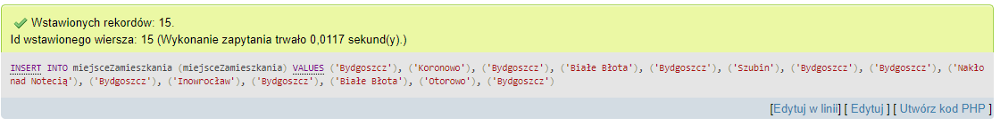 Wstawionych rekordów: 15.
Id wstawionego wiersza: 15 (Wykonanie zapytania trwało 0,0117 sekund(y).)
INSERT INTO miejsceZamieszkania (miejsceZamieszkania) VALUES ('Bydgoszcz'), ('Koronowo'), ('Bydgoszcz'), ('Białe Błota'), ('Bydgoszcz'), ('Szubin'), ('Bydgoszcz'), ('Bydgoszcz'), ('Nakło
nad Notecią'), ('Bydgoszcz'), ('Inowrocław'), ('Bydgoszcz'), ('Białe Błota'), ('Otorowo'), ('Bydgoszcz')
[Edytuj w linii] [ Edytuj ] [ Utwórz kod PHP ]